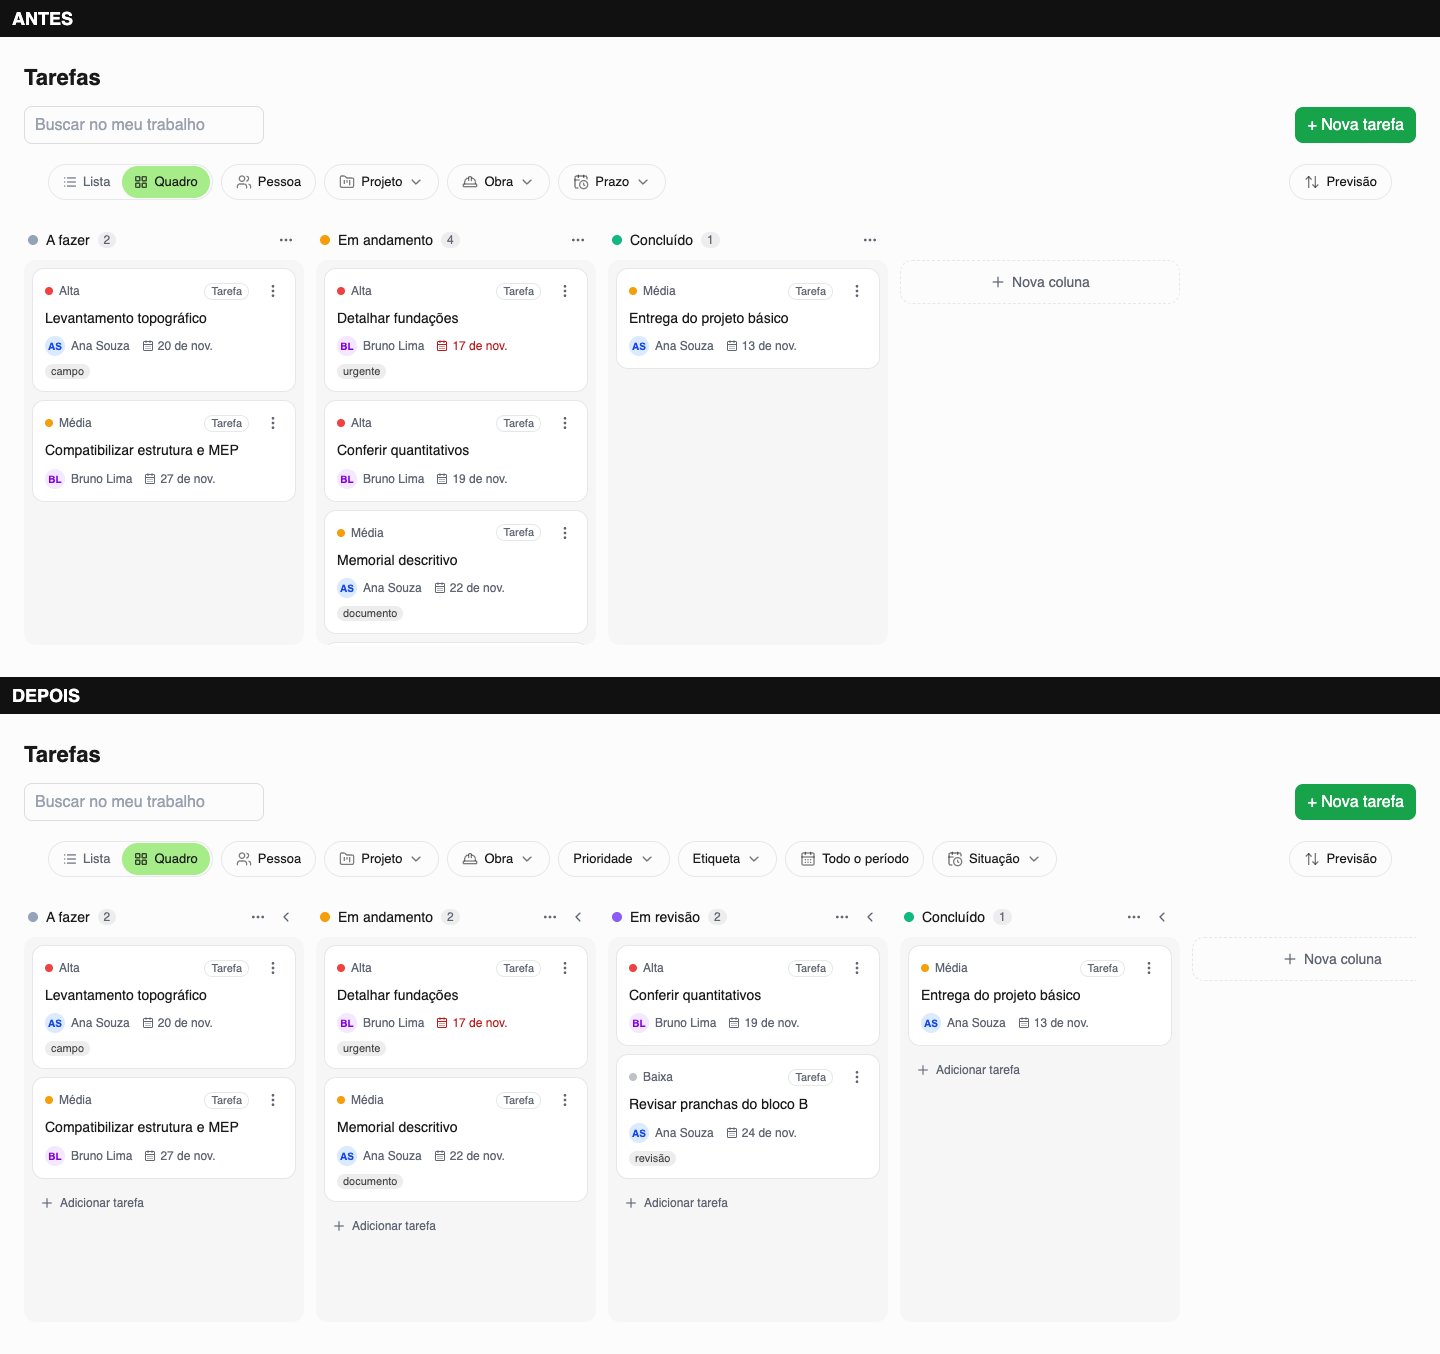 ANTES
Tarefas
Buscar no meu trabalho
+ Nova tarefa
Lista Quadro Pessoa Projeto Obra Prazo Previsão
A fazer 2
Alta Tarefa
Levantamento topográfico
AS Ana Souza 20 de nov.
campo
Média Tarefa
Compatibilizar estrutura e MEP
BL Bruno Lima 27 de nov.
Em andamento 4
Alta Tarefa
Detalhar fundações
BL Bruno Lima 17 de nov.
urgente
Alta Tarefa
Conferir quantitativos
BL Bruno Lima 19 de nov.
Média Tarefa
Memorial descritivo
AS Ana Souza 22 de nov.
documento
Concluído 1
Média Tarefa
Entrega do projeto básico
AS Ana Souza 13 de nov.
+ Nova coluna
DEPOIS
Tarefas
Buscar no meu trabalho
+ Nova tarefa
Lista Quadro Pessoa Projeto Obra Prioridade Etiqueta Todo o período Situação Previsão
A fazer 2
Alta Tarefa
Levantamento topográfico
AS Ana Souza 20 de nov.
campo
Média Tarefa
Compatibilizar estrutura e MEP
BL Bruno Lima 27 de nov.
+ Adicionar tarefa
Em andamento 2
Alta Tarefa
Detalhar fundações
BL Bruno Lima 17 de nov.
urgente
Média Tarefa
Memorial descritivo
AS Ana Souza 22 de nov.
documento
+ Adicionar tarefa
Em revisão 2
Alta Tarefa
Conferir quantitativos
BL Bruno Lima 19 de nov.
Baixa Tarefa
Revisar pranchas do bloco B
AS Ana Souza 24 de nov.
revisão
+ Adicionar tarefa
Concluído 1
Média Tarefa
Entrega do projeto básico
AS Ana Souza 13 de nov.
+ Adicionar tarefa
+ Nova coluna